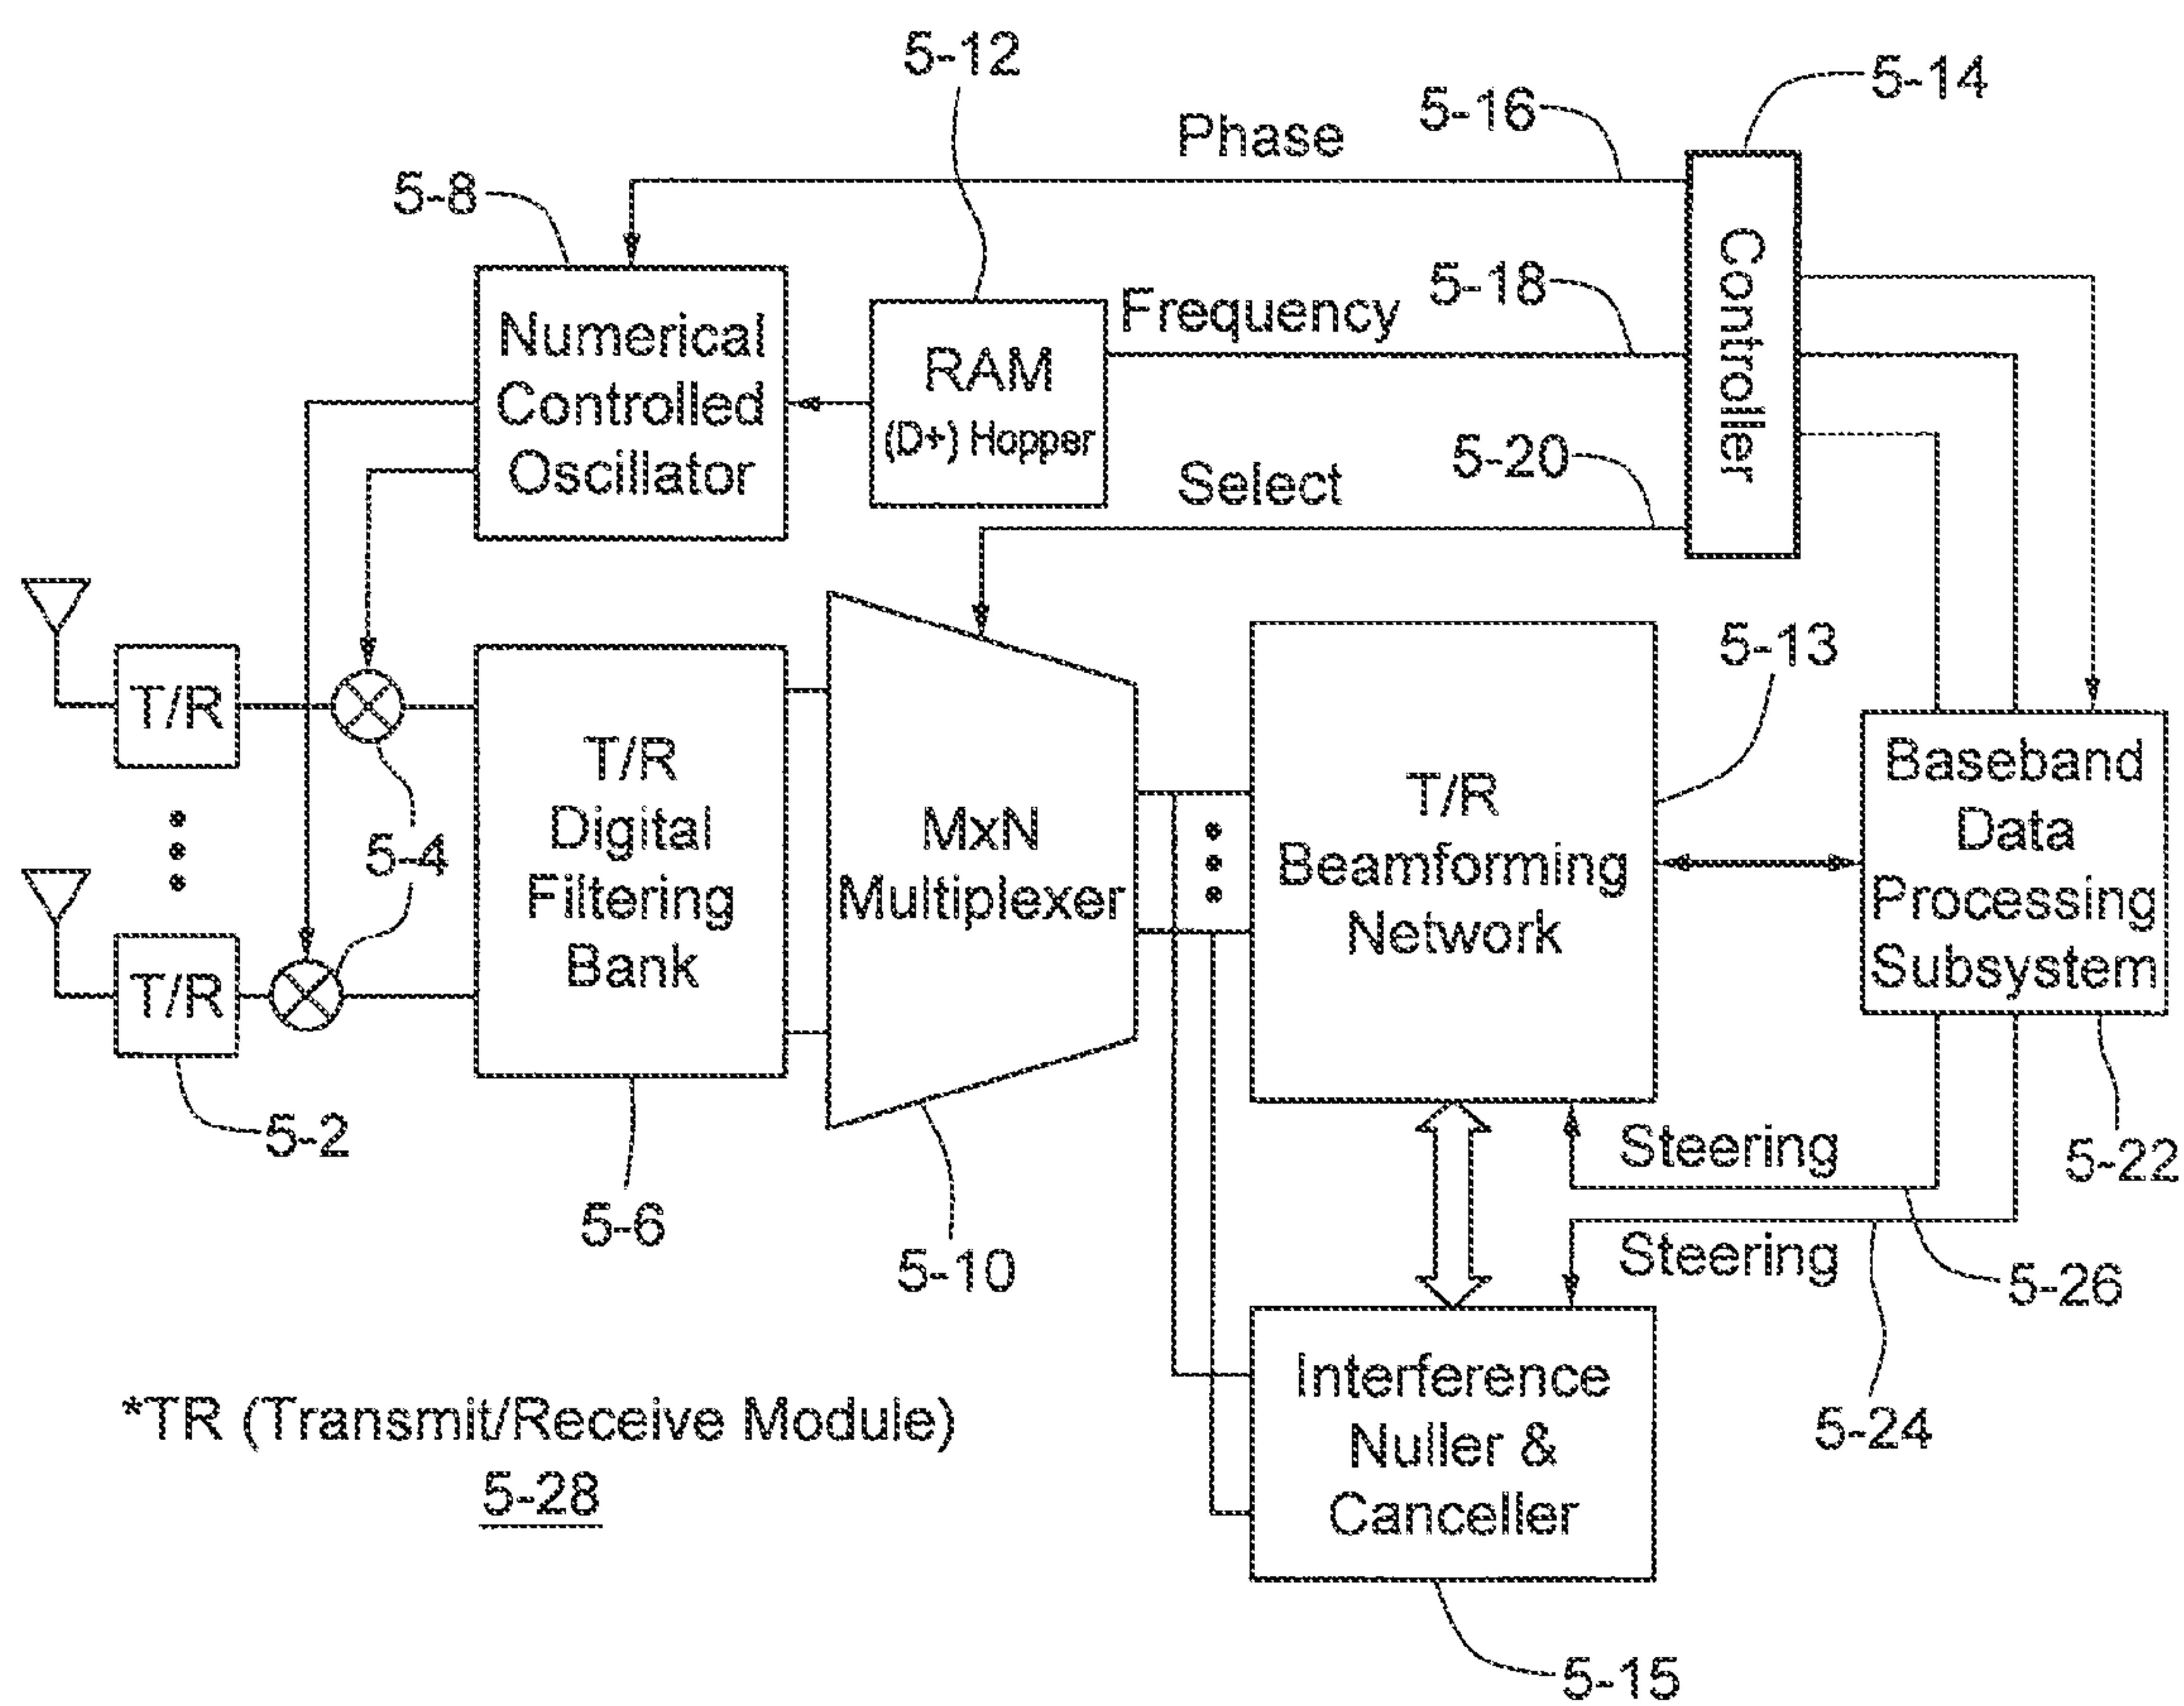 5-12
5-14
5-16
Phase
5-8
5-18
Frequency
Numerical
Controlled
Oscillator
RAM
(D+) Hopper
Controller
5-20
Select
5-13
T/R
T/R
Digital
Filtering
Bank
5-4
MxN
Multiplexer
T/R
Beamforming
Network
Baseband
Data
Processing
Subsystem
T/R
5-2
5-6
5-10
Steering
5-22
Steering
5-26
5-24
Interference
Nuller &
Canceller
*TR (Transmit/Receive Module)
5-28
5-15